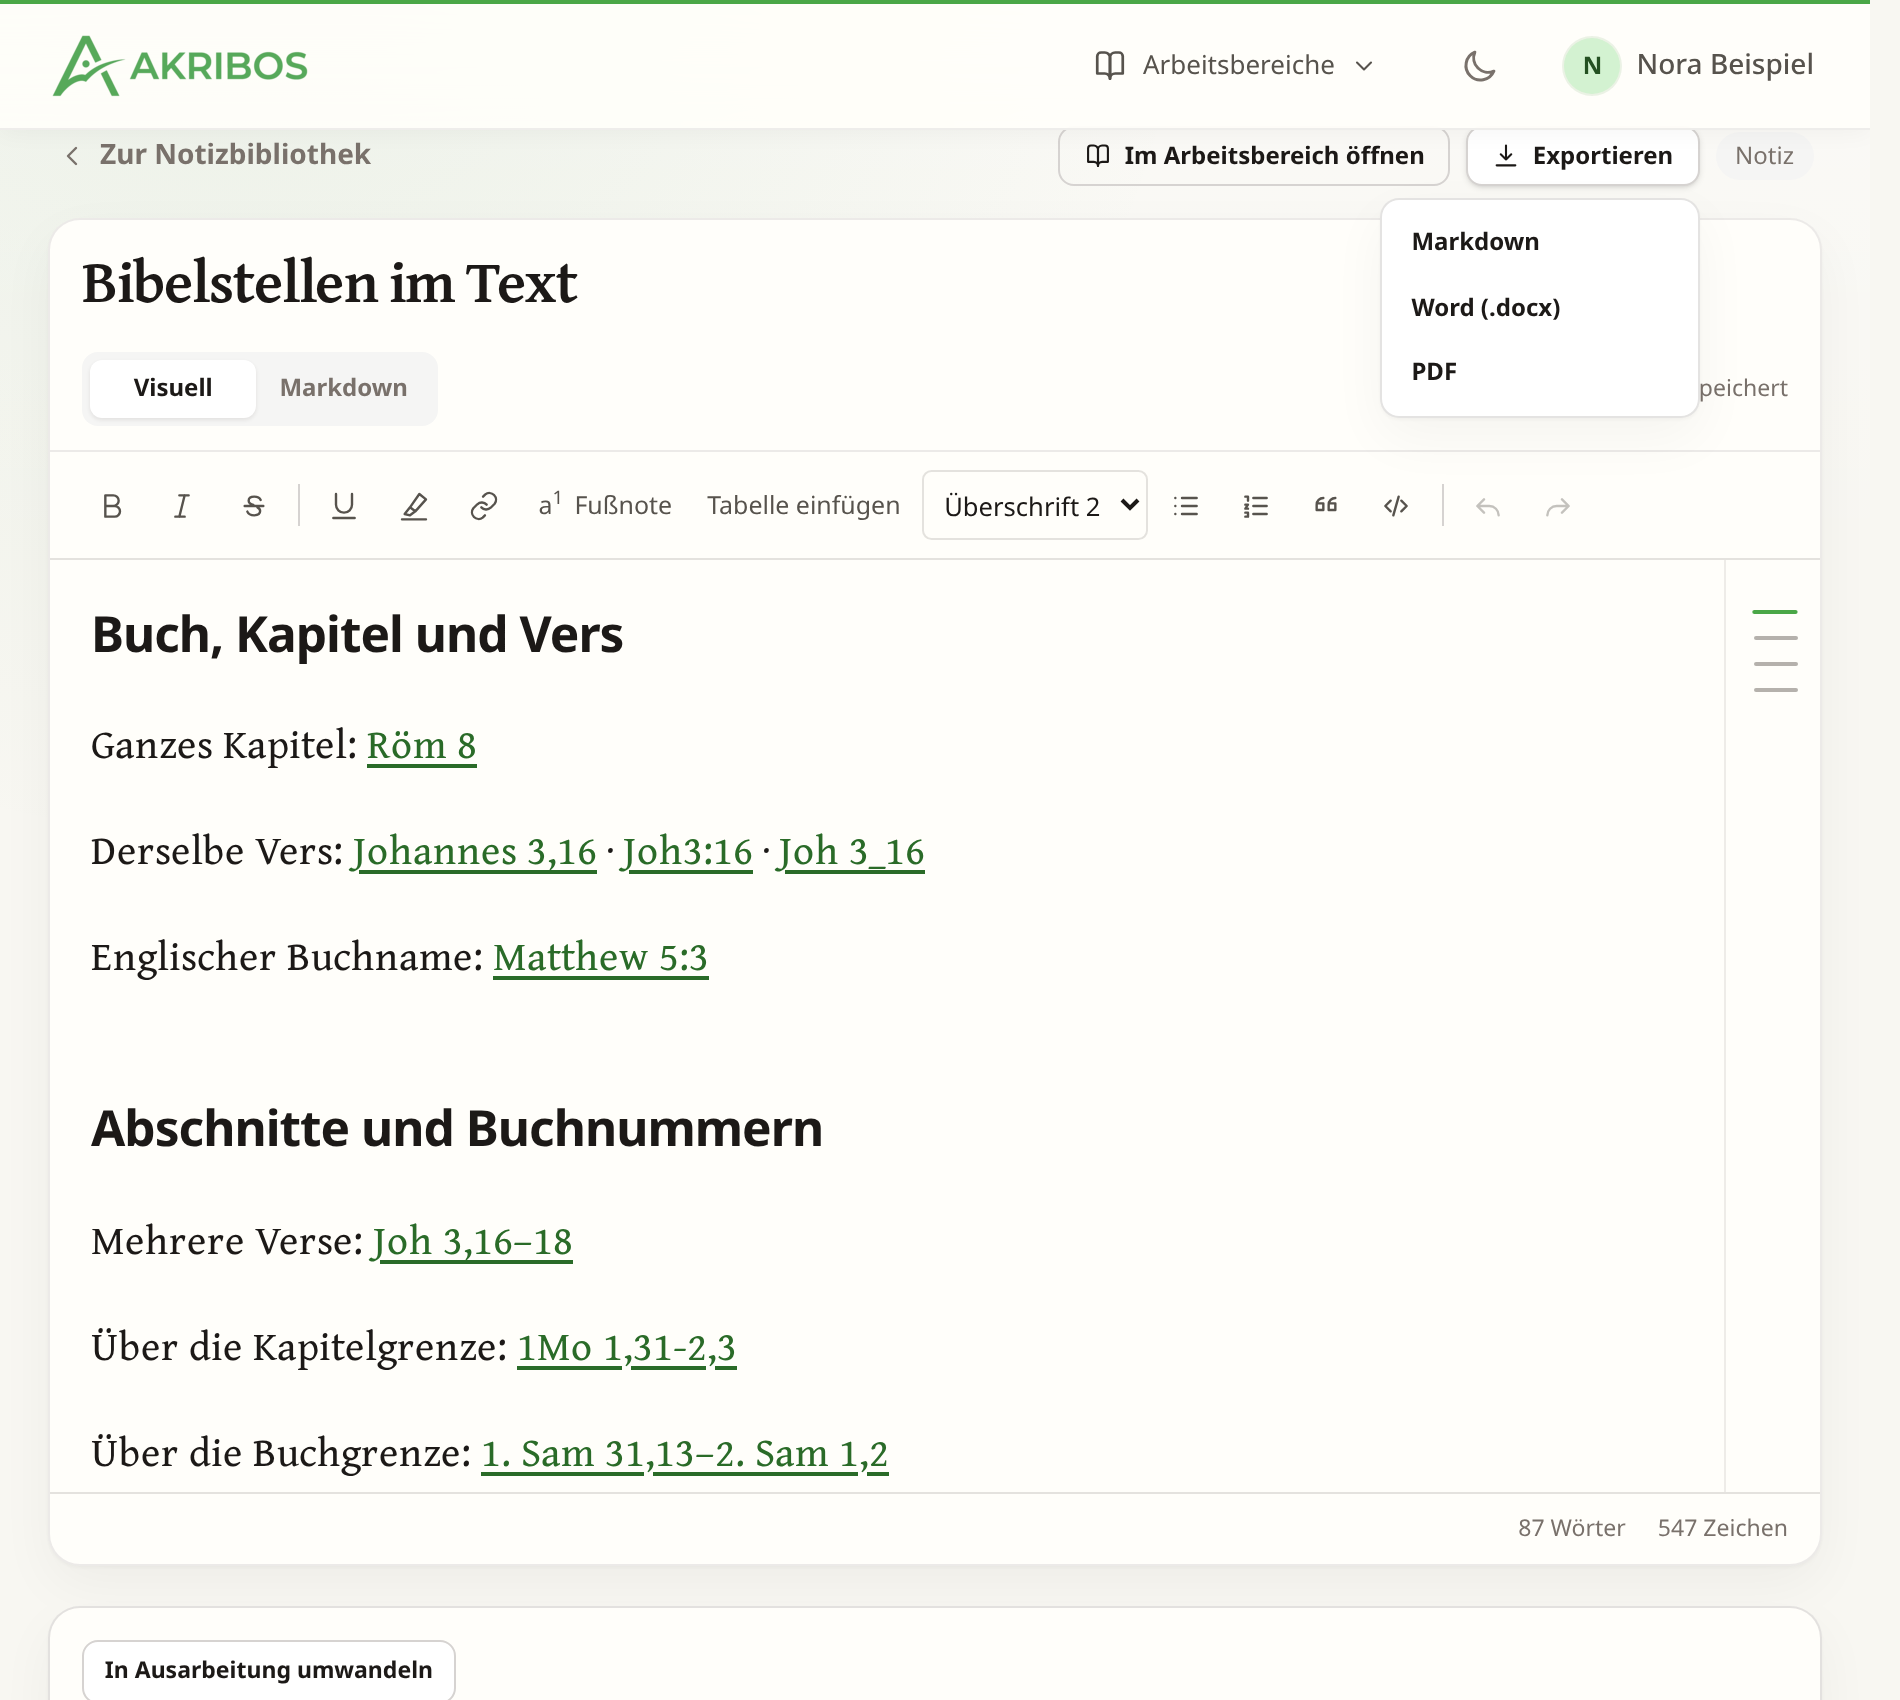 AKRIBOS
Arbeitsbereiche
N Nora Beispiel
Zur Notizbibliothek
Im Arbeitsbereich öffnen
Exportieren
Notiz
Markdown
Word (.docx)
PDF
Bibelstellen im Text
Visuell Markdown
peichert
B I S U a1 Fußnote Tabelle einfügen Überschrift 2
Buch, Kapitel und Vers
Ganzes Kapitel: Röm 8
Derselbe Vers: Johannes 3,16 · Joh3:16 · Joh 3_16
Englischer Buchname: Matthew 5:3
Abschnitte und Buchnummern
Mehrere Verse: Joh 3,16–18
Über die Kapitelgrenze: 1Mo 1,31-2,3
Über die Buchgrenze: 1. Sam 31,13–2. Sam 1,2
87 Wörter 547 Zeichen
In Ausarbeitung umwandeln